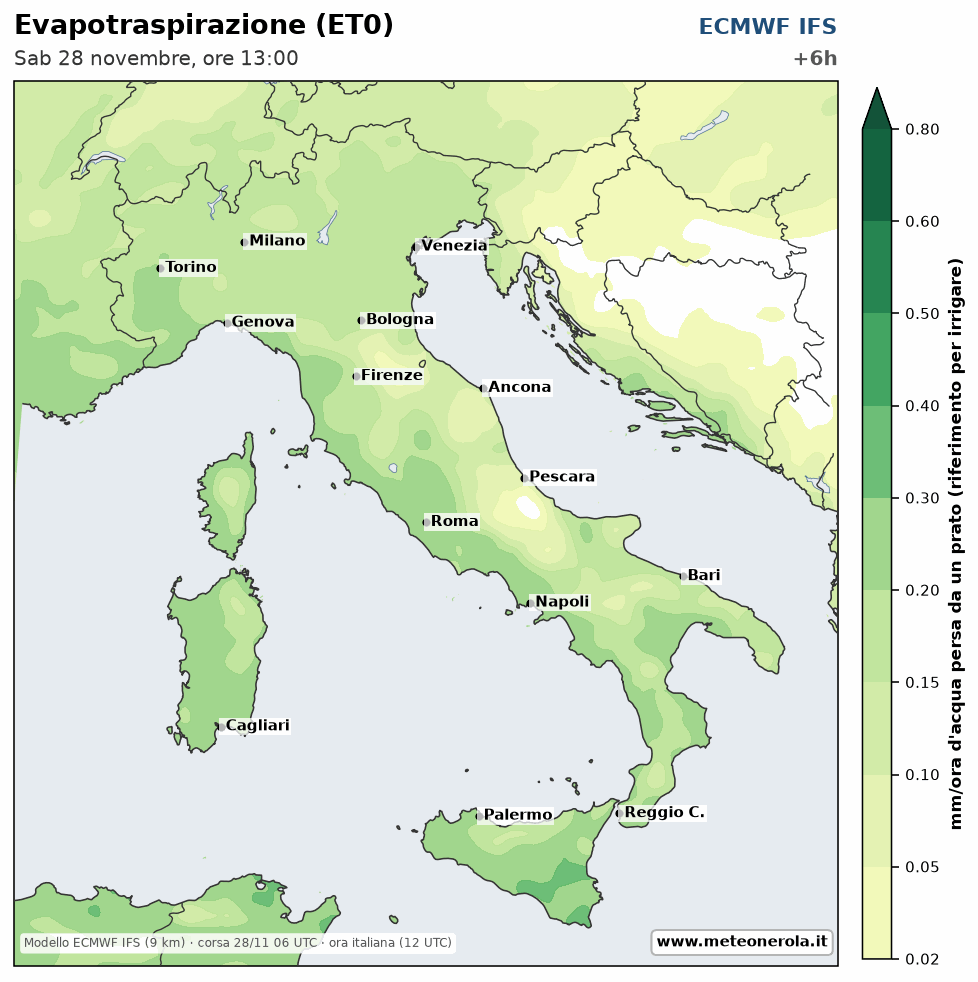 Evapotraspirazione (ET0)
ECMWF IFS
Sab 28 novembre, ore 13:00
+6h
Milano
Venezia
Torino
Genova
Bologna
Firenze
Ancona
Pescara
Roma
Bari
Napoli
Cagliari
Palermo
Reggio C.
0.80
0.60
0.50
0.40
0.30
0.20
0.15
0.10
0.05
0.02
mm/ora d'acqua persa da un prato (riferimento per irrigare)
Modello ECMWF IFS (9 km) · corsa 28/11 06 UTC · ora italiana (12 UTC)
www.meteonerola.it